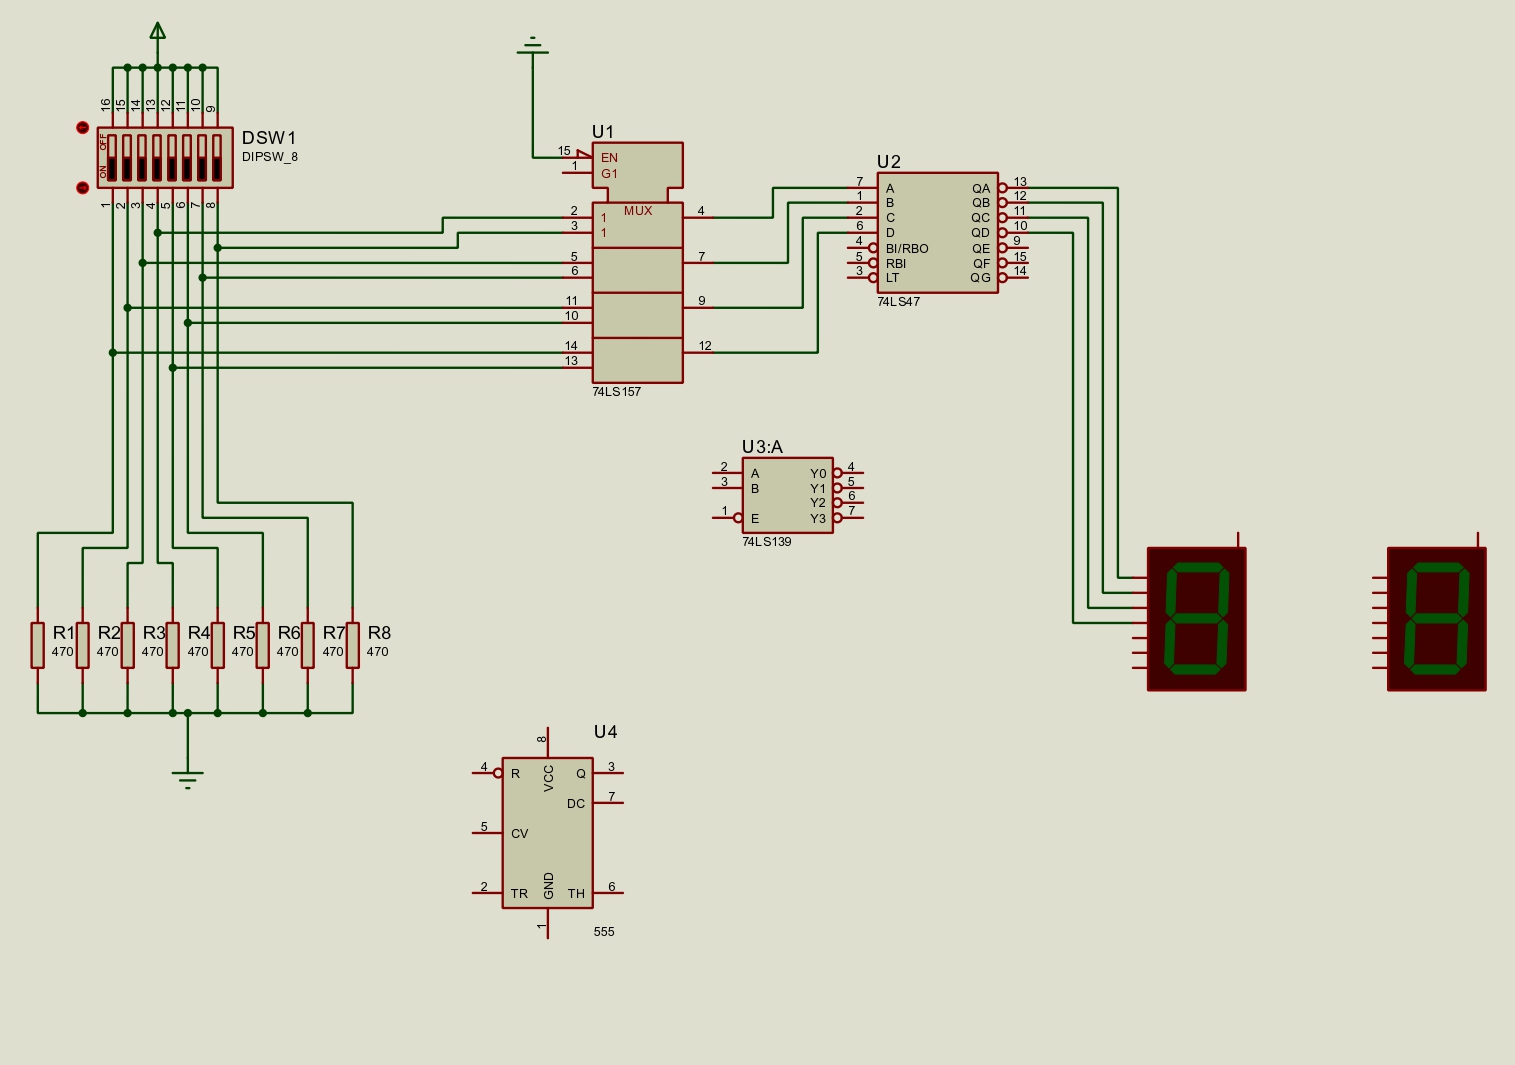 16 15 14 13 12 11 10 9
OFF
ON
DSW1
DIPSW_8
1 2 3 4 5 6 7 8
U1
15 EN
1 G1
MUX
2 1 4
3 1
5 7
6
11 9
10
14 12
13
74LS157
U2
7 A QA 13
1 B QB 12
2 C QC 11
6 D QD 10
4 BI/RBO QE 9
5 RBI QF 15
3 LT QG 14
74LS47
U3:A
2 A Y0 4
3 B Y1 5
Y2 6
1 E Y3 7
74LS139
R1 R2 R3 R4 R5 R6 R7 R8
470 470 470 470 470 470 470 470
U4
8
VCC
4 R Q 3
DC 7
5 CV
2 TR TH 6
GND
1
555